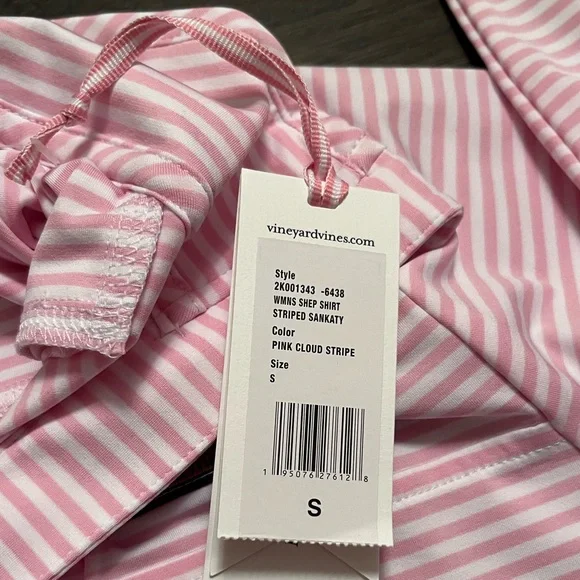 vineyardvines.com
Style
2K001343 -6438
WMNS SHEP SHIRT
STRIPED SANKATY
Color
PINK CLOUD STRIPE
Size
S
1 95076 27612 8
S